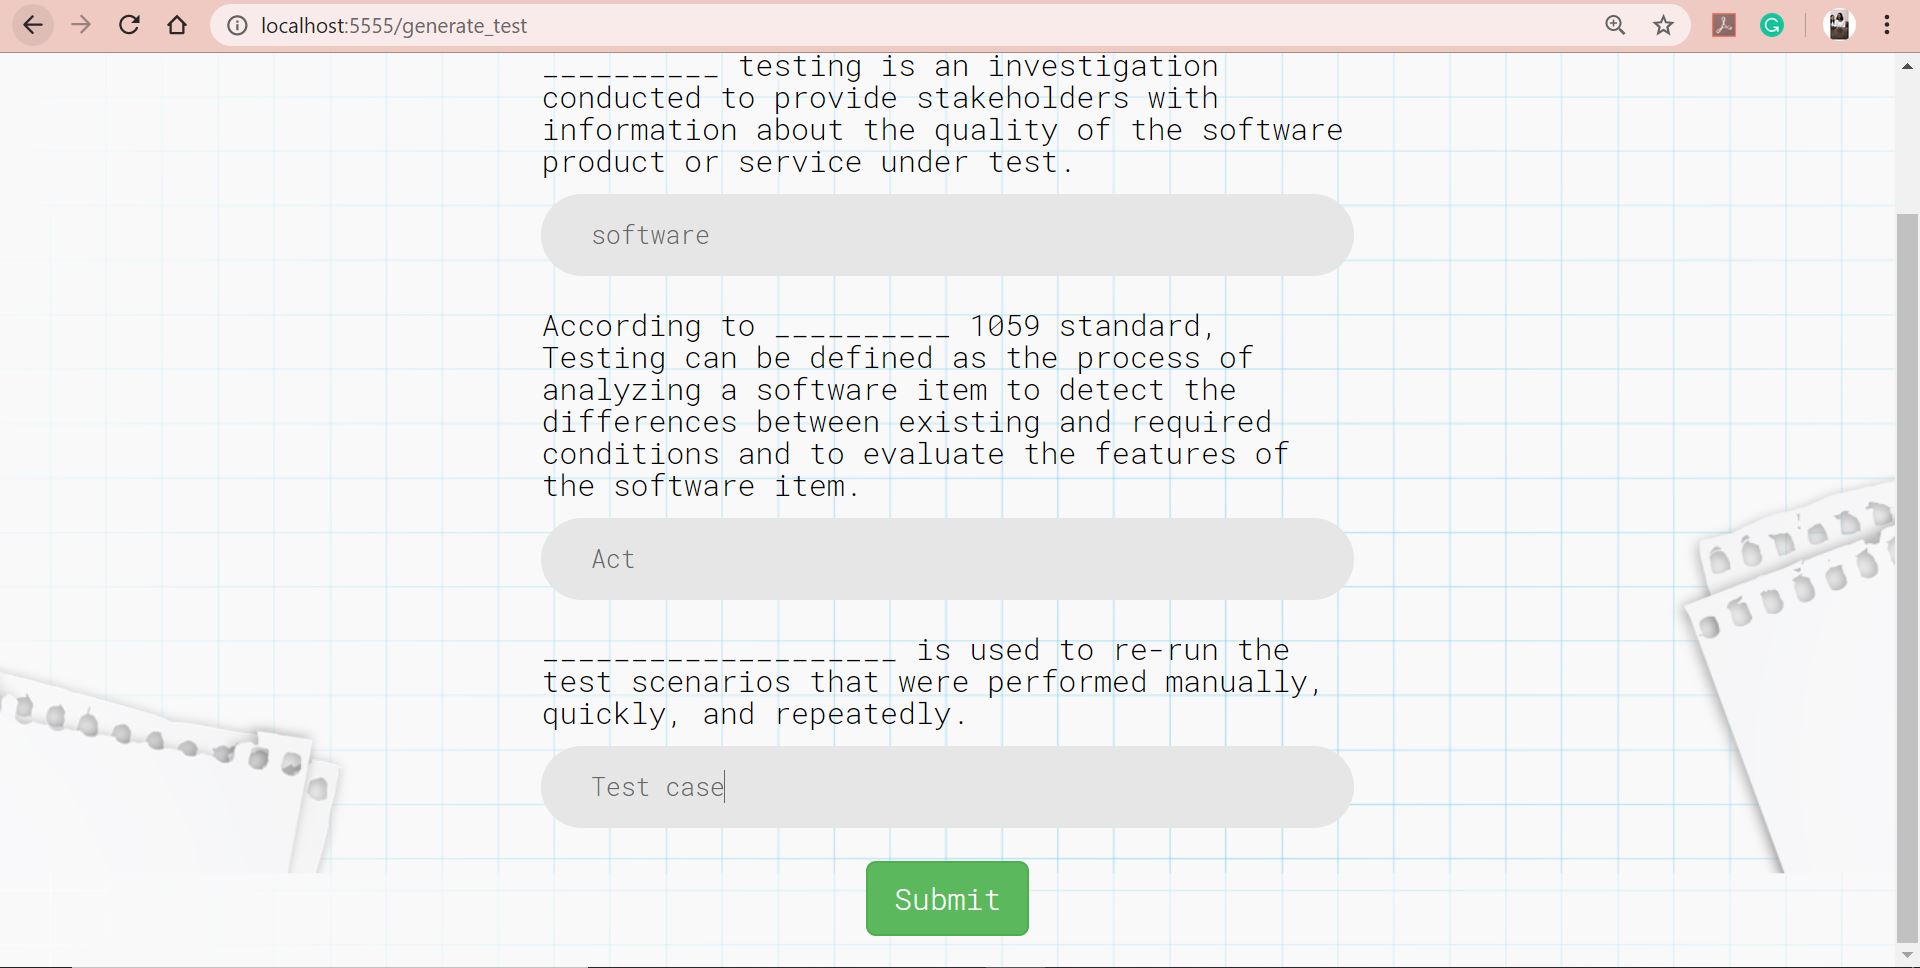 localhost:5555/generate_test
__________ testing is an investigation
conducted to provide stakeholders with
information about the quality of the software
product or service under test.
software
According to __________ 1059 standard,
Testing can be defined as the process of
analyzing a software item to detect the
differences between existing and required
conditions and to evaluate the features of
the software item.
Act
____________________ is used to re-run the
test scenarios that were performed manually,
quickly, and repeatedly.
Test case
Submit